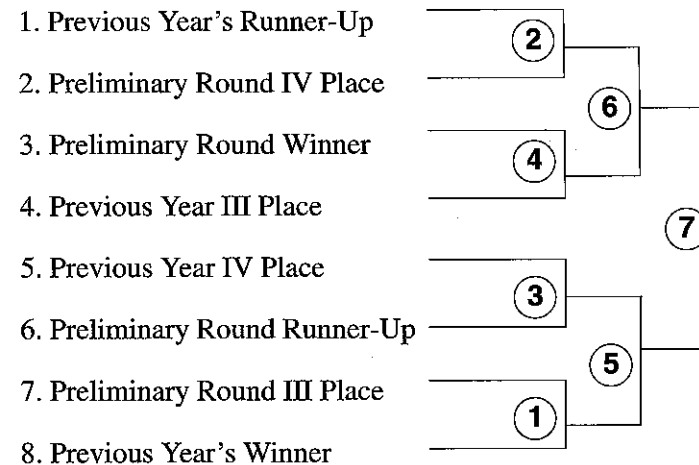 1. Previous Year's Runner-Up
2
2. Preliminary Round IV Place
6
3. Preliminary Round Winner
4
4. Previous Year III Place
7
5. Previous Year IV Place
3
6. Preliminary Round Runner-Up
5
7. Preliminary Round III Place
1
8. Previous Year's Winner